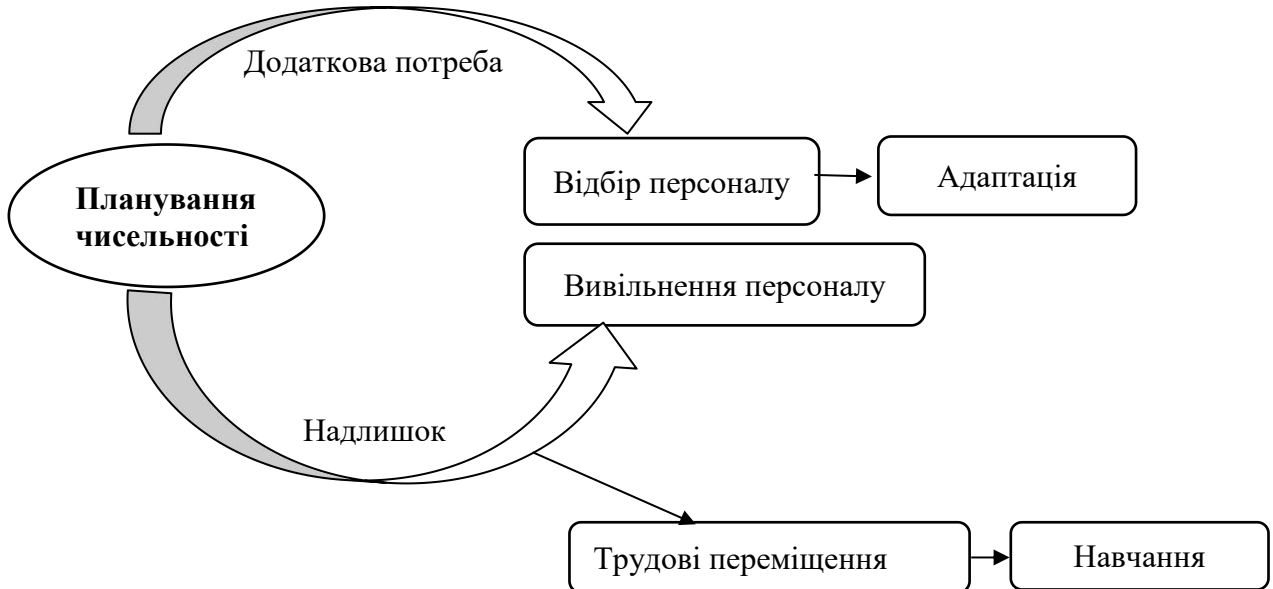 Додаткова потреба
Відбір персоналу
Адаптація
Планування
чисельності
Вивільнення персоналу
Надлишок
Трудові переміщення
Навчання